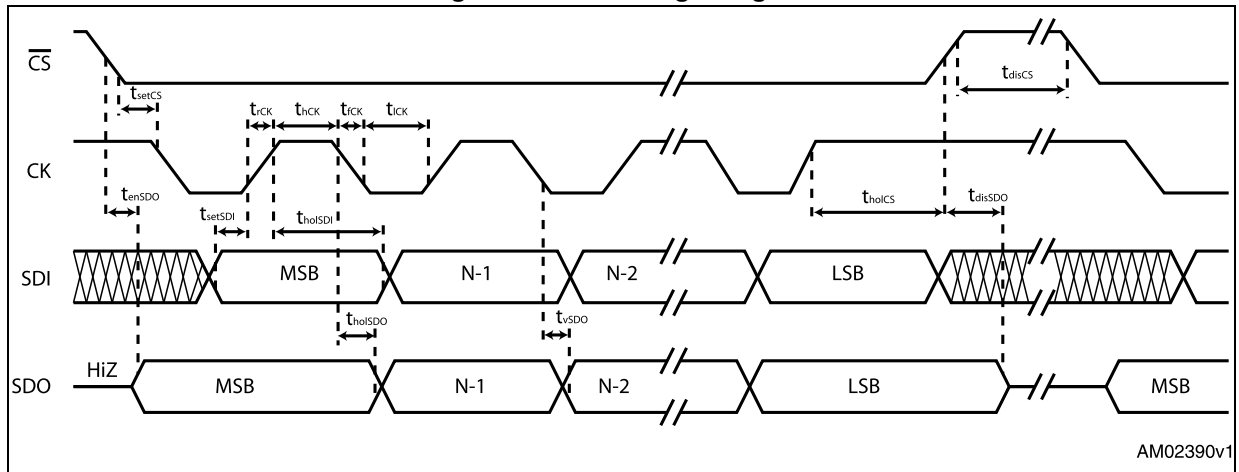 CS
tsetCS
tdisCS
trCK
thCK
tfCK
tlCK
CK
tenSDO
tsetSDI
tholSDI
tholCS
tdisSDO
SDI
MSB
N-1
N-2
LSB
tholSDO
tvSDO
HiZ
SDO
MSB
N-1
N-2
LSB
MSB
AM02390v1